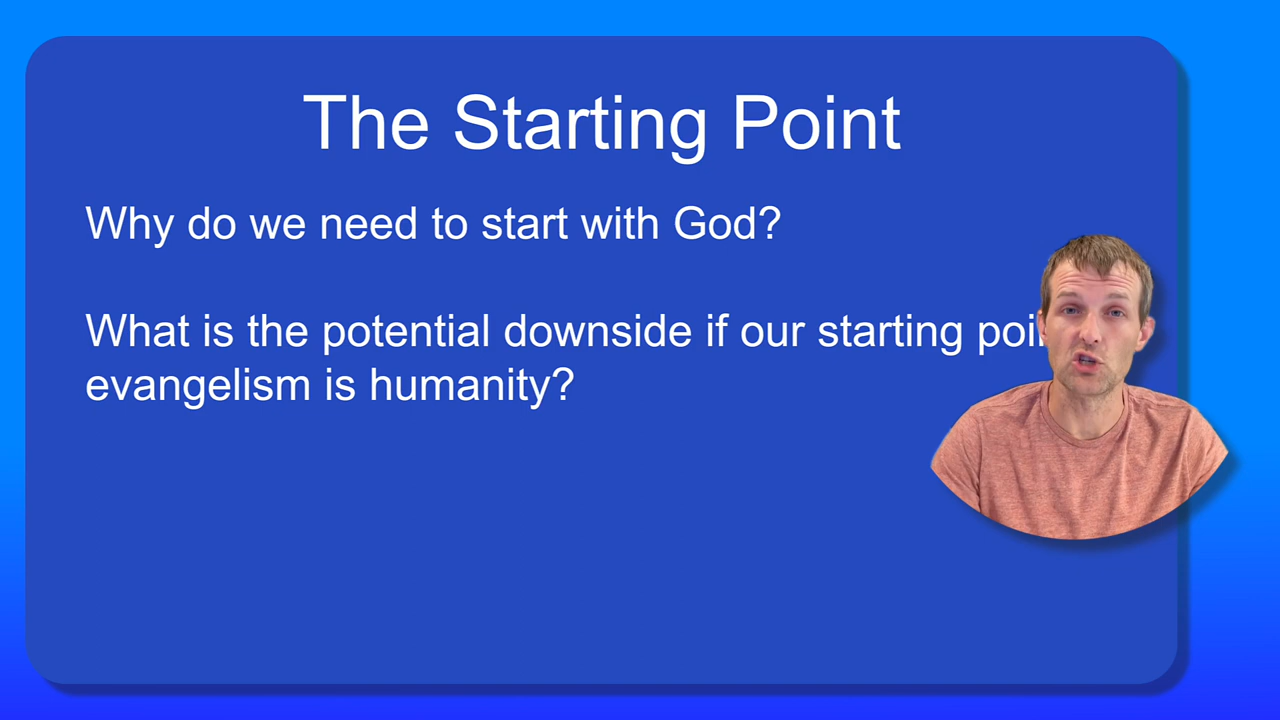 The Starting Point
Why do we need to start with God?
What is the potential downside if our starting
evangelism is humanity?